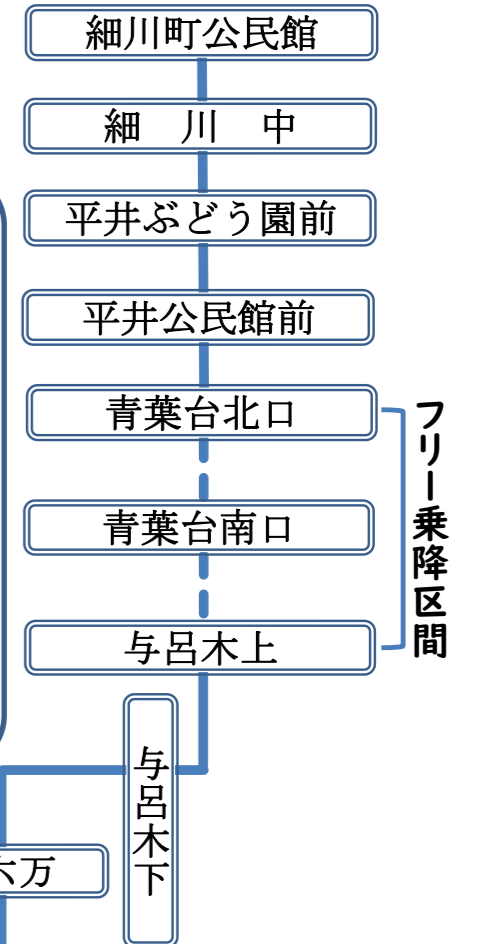 細川町公民館
細　川　中
平井ぶどう園前
平井公民館前
青葉台北口
青葉台南口
与呂木上
フリー乗降区間
与呂木下
六万